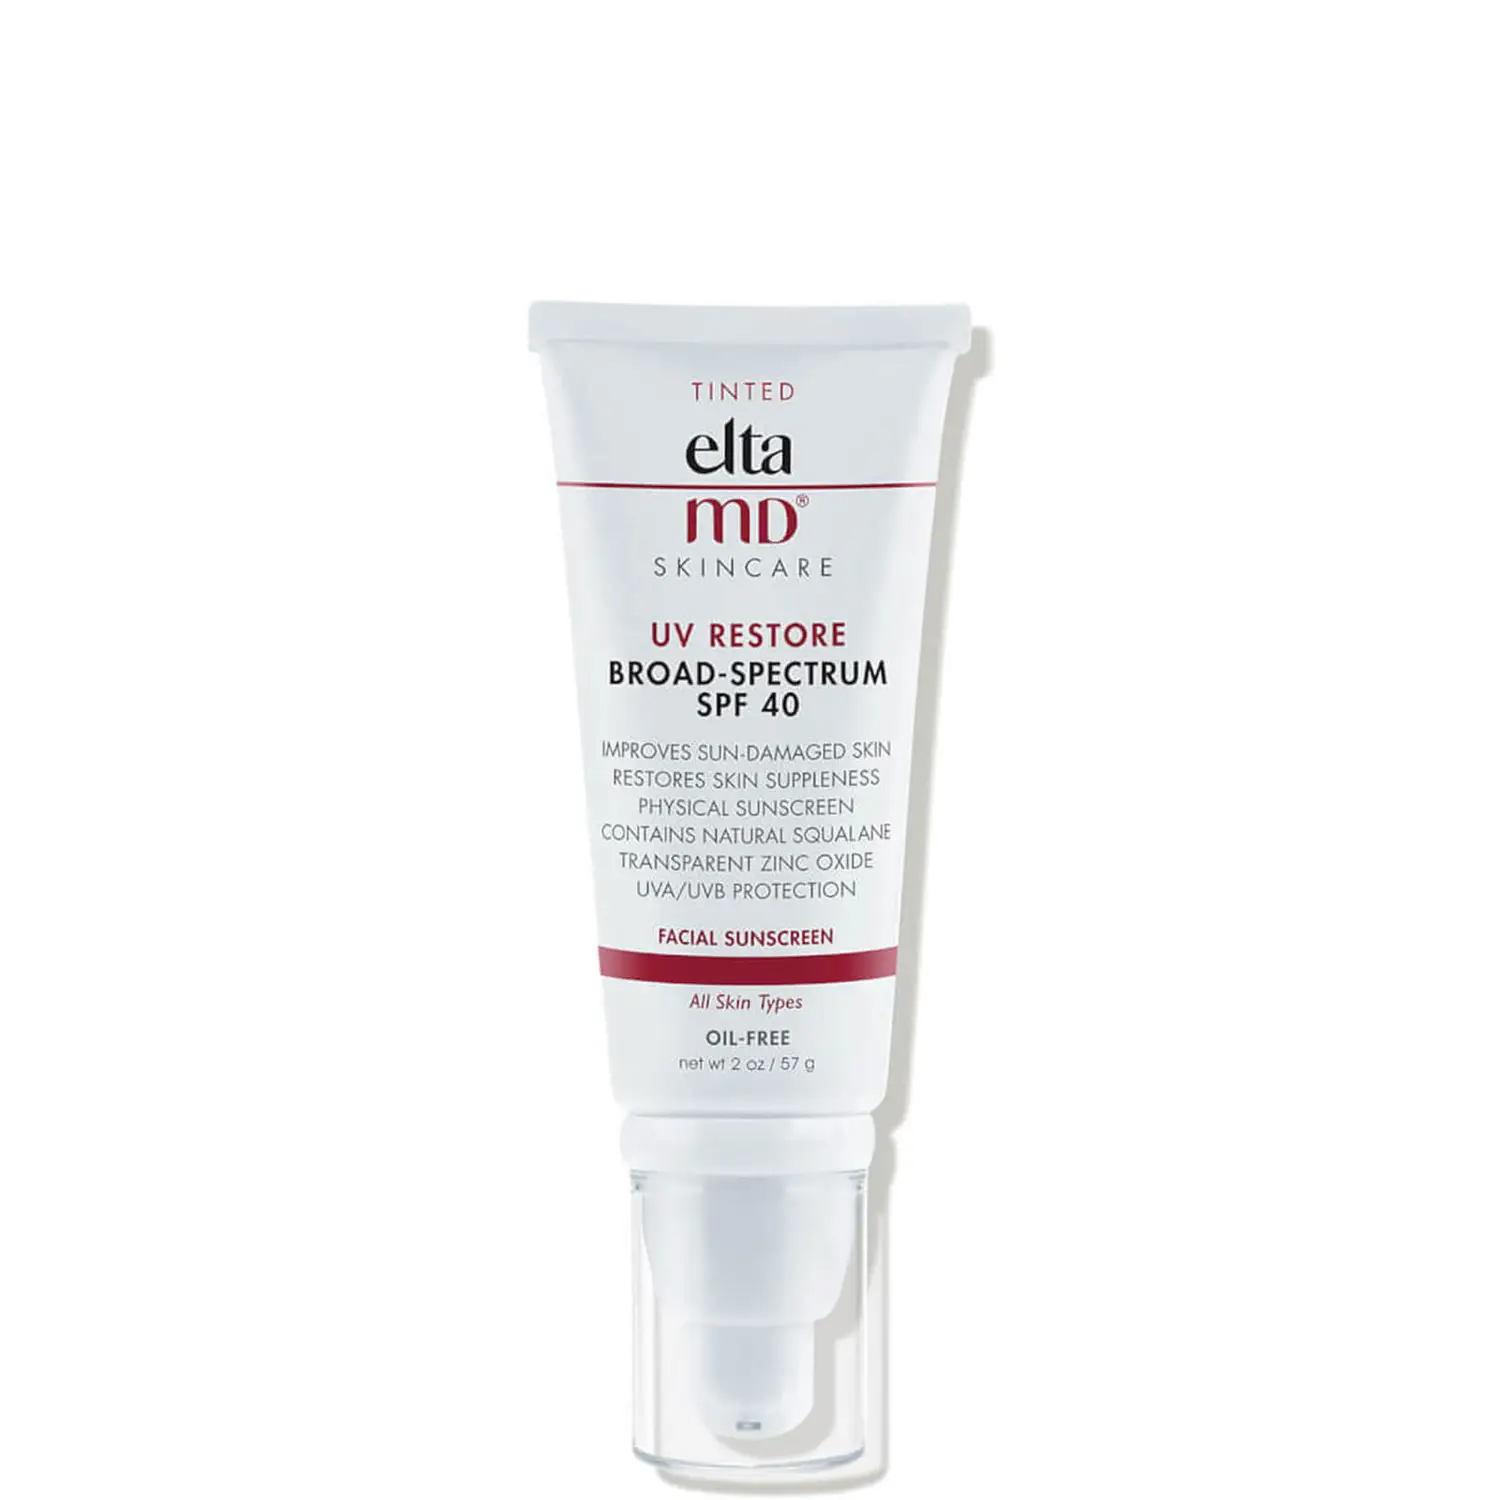 TINTED
elta
MD®
SKINCARE
UV RESTORE
BROAD-SPECTRUM
SPF 40
IMPROVES SUN-DAMAGED SKIN
RESTORES SKIN SUPPLENESS
PHYSICAL SUNSCREEN
CONTAINS NATURAL SQUALANE
TRANSPARENT ZINC OXIDE
UVA/UVB PROTECTION
FACIAL SUNSCREEN
All Skin Types
OIL-FREE
net wt 2 oz / 57 g